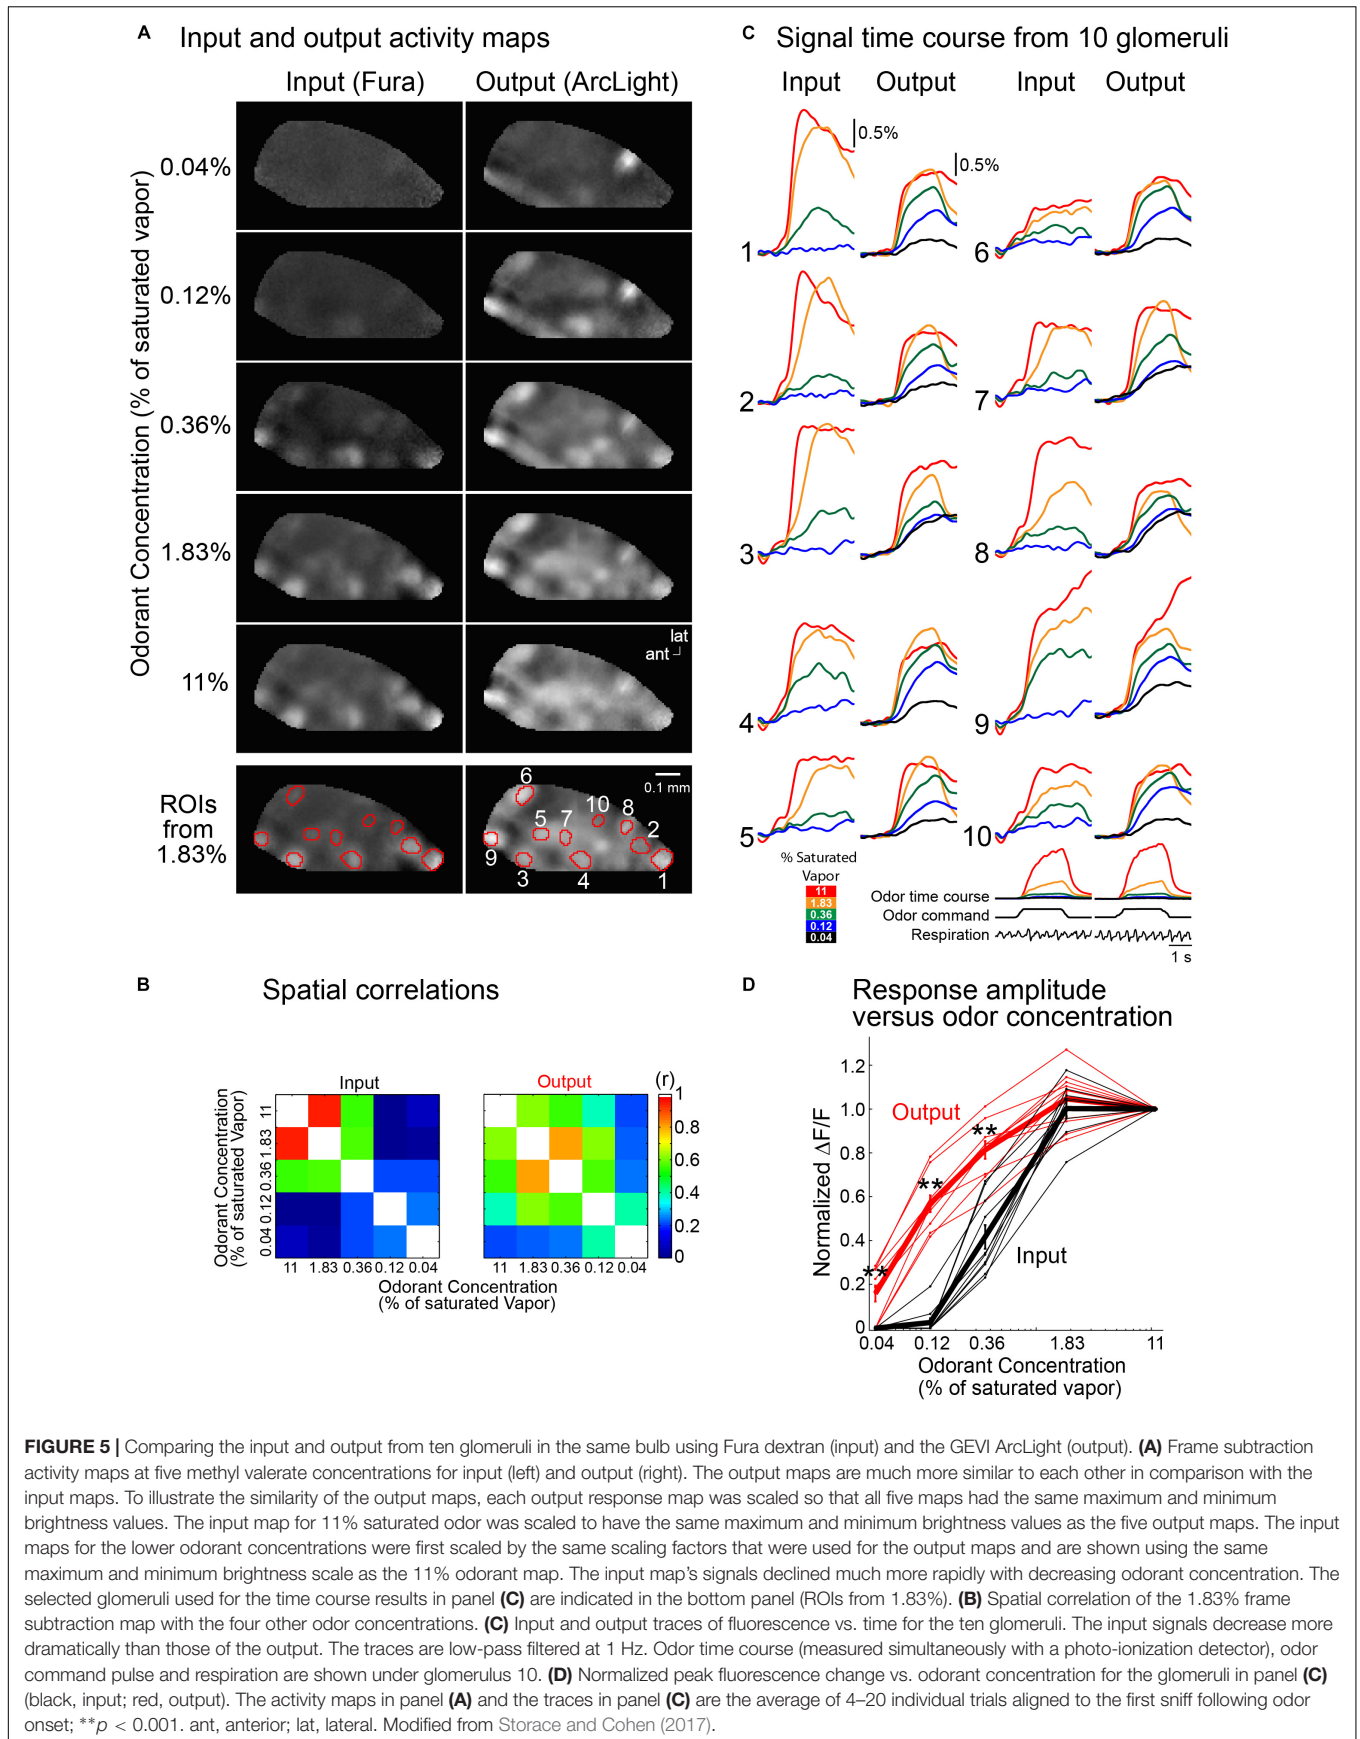 A Input and output activity maps
Input (Fura) Output (ArcLight)
Odorant Concentration (% of saturated vapor)
0.04%
0.12%
0.36%
1.83%
11%
lat
ant
ROIs
from
1.83%
0.1 mm
6
5 7 10 8 2
9 3 4 1
C Signal time course from 10 glomeruli
Input Output Input Output
0.5%
0.5%
1 6
2 7
3 8
4 9
5 10
% Saturated
Vapor
11
1.83
0.36
0.12
0.04
Odor time course
Odor command
Respiration
1 s
B Spatial correlations
Input Output (r)
Odorant Concentration
(% of saturated Vapor)
0.04 0.12 0.36 1.83 11
1
0.8
0.6
0.4
0.2
0
11 1.83 0.36 0.12 0.04 11 1.83 0.36 0.12 0.04
Odorant Concentration
(% of saturated Vapor)
D Response amplitude
versus odor concentration
Normalized ΔF/F
1.2
1.0
0.8
0.6
0.4
0.2
0
Output
**
**
**
Input
0.04 0.12 0.36 1.83 11
Odorant Concentration
(% of saturated vapor)
FIGURE 5 | Comparing the input and output from ten glomeruli in the same bulb using Fura dextran (input) and the GEVI ArcLight (output). (A) Frame subtraction
activity maps at five methyl valerate concentrations for input (left) and output (right). The output maps are much more similar to each other in comparison with the
input maps. To illustrate the similarity of the output maps, each output response map was scaled so that all five maps had the same maximum and minimum
brightness values. The input map for 11% saturated odor was scaled to have the same maximum and minimum brightness values as the five output maps. The input
maps for the lower odorant concentrations were first scaled by the same scaling factors that were used for the output maps and are shown using the same
maximum and minimum brightness scale as the 11% odorant map. The input map's signals declined much more rapidly with decreasing odorant concentration. The
selected glomeruli used for the time course results in panel (C) are indicated in the bottom panel (ROIs from 1.83%). (B) Spatial correlation of the 1.83% frame
subtraction map with the four other odor concentrations. (C) Input and output traces of fluorescence vs. time for the ten glomeruli. The input signals decrease more
dramatically than those of the output. The traces are low-pass filtered at 1 Hz. Odor time course (measured simultaneously with a photo-ionization detector), odor
command pulse and respiration are shown under glomerulus 10. (D) Normalized peak fluorescence change vs. odorant concentration for the glomeruli in panel (C)
(black, input; red, output). The activity maps in panel (A) and the traces in panel (C) are the average of 4–20 individual trials aligned to the first sniff following odor
onset; **p < 0.001. ant, anterior; lat, lateral. Modified from Storace and Cohen (2017).